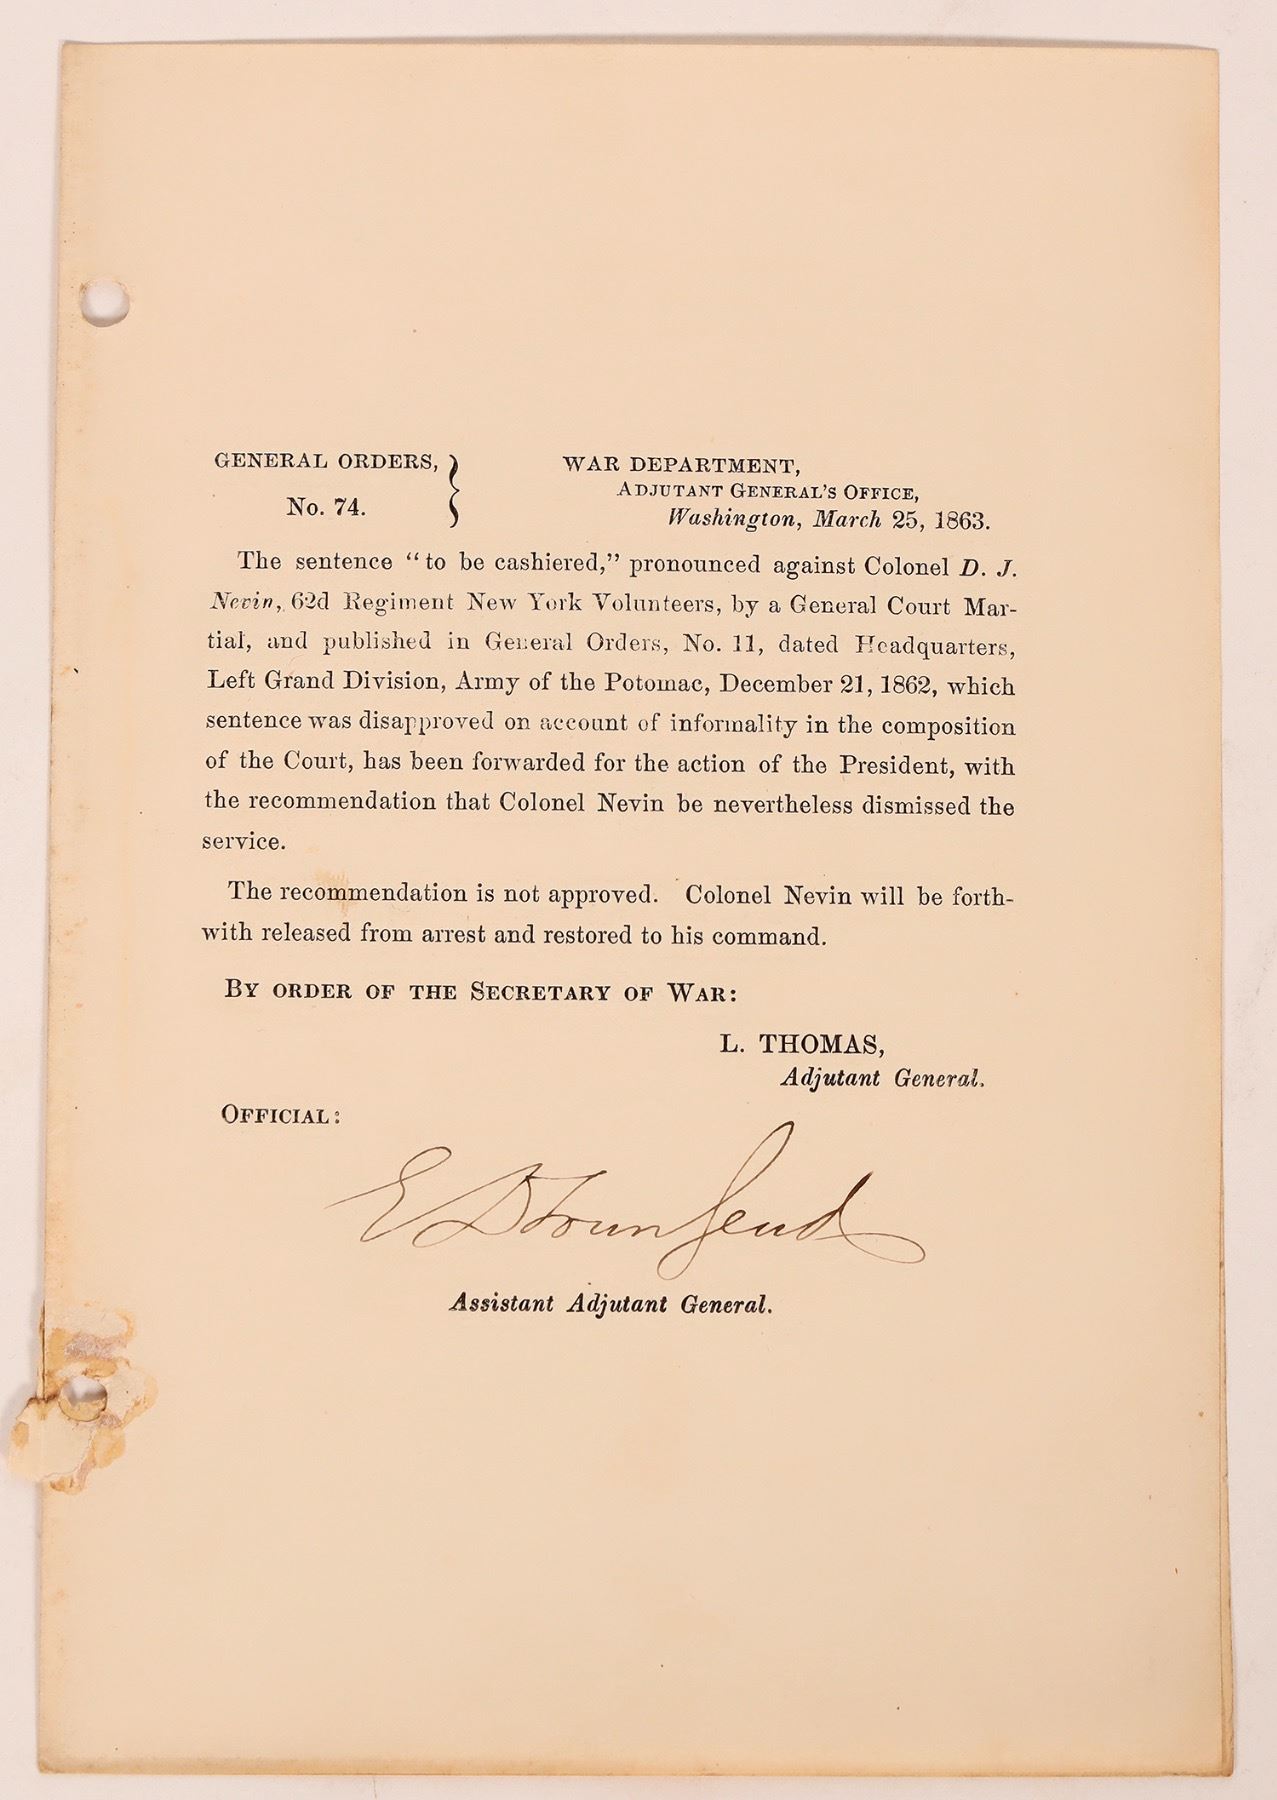 GENERAL ORDERS,
No. 74.
WAR DEPARTMENT,
ADJUTANT GENERAL'S OFFICE,
Washington, March 25, 1863.
The sentence "to be cashiered," pronounced against Colonel D. J.
Nevin, 62d Regiment New York Volunteers, by a General Court Mar-
tial, and published in General Orders, No. 11, dated Headquarters,
Left Grand Division, Army of the Potomac, December 21, 1862, which
sentence was disapproved on account of informality in the composition
of the Court, has been forwarded for the action of the President, with
the recommendation that Colonel Nevin be nevertheless dismissed the
service.
The recommendation is not approved. Colonel Nevin will be forth-
with released from arrest and restored to his command.
BY ORDER OF THE SECRETARY OF WAR:
L. THOMAS,
Adjutant General.
OFFICIAL:
E D Townsend
Assistant Adjutant General.